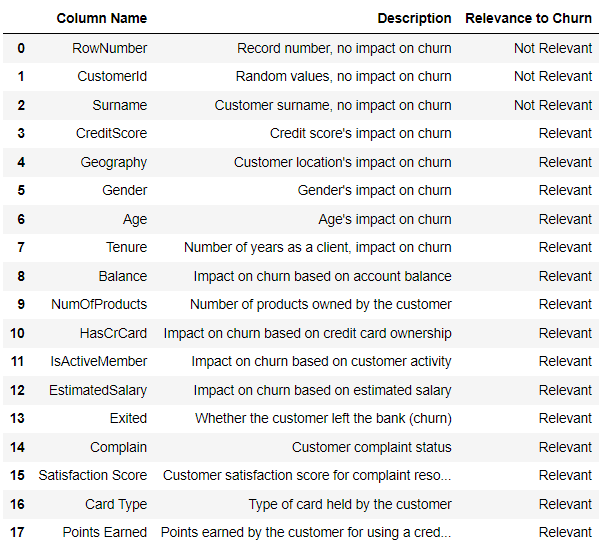 Column Name Description Relevance to Churn
0 RowNumber Record number, no impact on churn Not Relevant
1 CustomerId Random values, no impact on churn Not Relevant
2 Surname Customer surname, no impact on churn Not Relevant
3 CreditScore Credit score's impact on churn Relevant
4 Geography Customer location's impact on churn Relevant
5 Gender Gender's impact on churn Relevant
6 Age Age's impact on churn Relevant
7 Tenure Number of years as a client, impact on churn Relevant
8 Balance Impact on churn based on account balance Relevant
9 NumOfProducts Number of products owned by the customer Relevant
10 HasCrCard Impact on churn based on credit card ownership Relevant
11 IsActiveMember Impact on churn based on customer activity Relevant
12 EstimatedSalary Impact on churn based on estimated salary Relevant
13 Exited Whether the customer left the bank (churn) Relevant
14 Complain Customer complaint status Relevant
15 Satisfaction Score Customer satisfaction score for complaint reso... Relevant
16 Card Type Type of card held by the customer Relevant
17 Points Earned Points earned by the customer for using a cred... Relevant